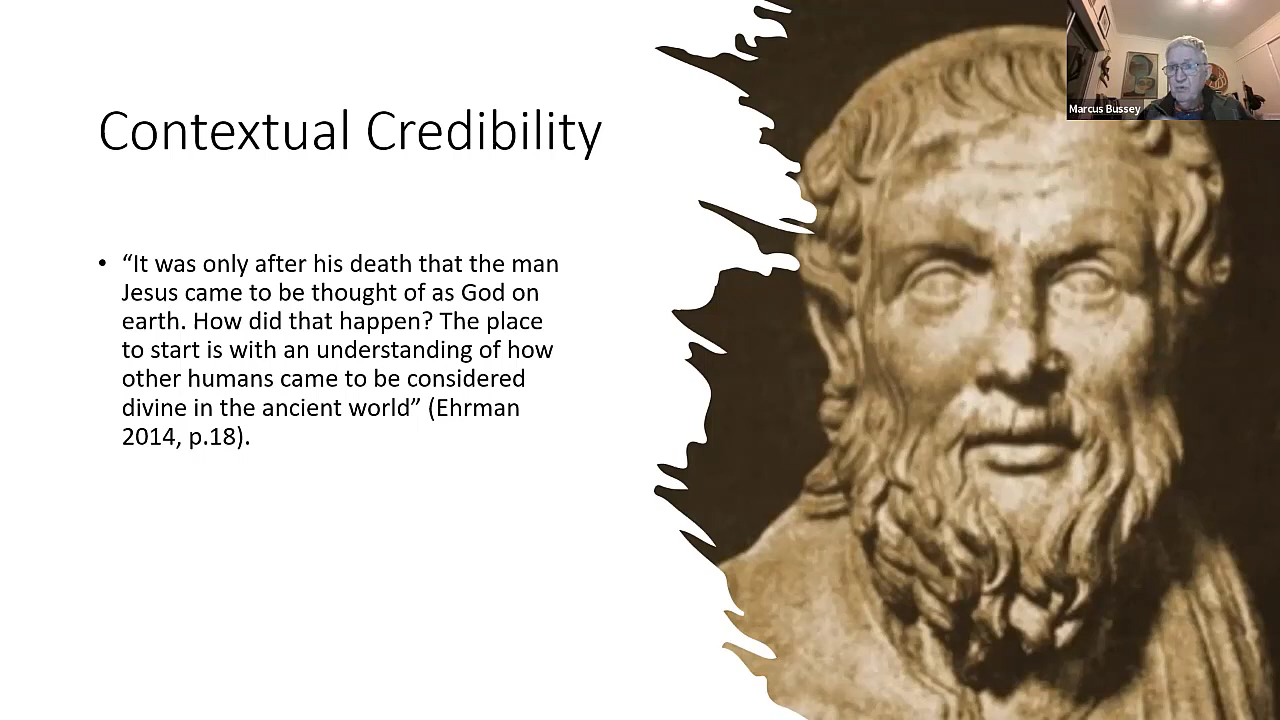 Contextual Credibility
• “It was only after his death that the man
Jesus came to be thought of as God on
earth. How did that happen? The place
to start is with an understanding of how
other humans came to be considered
divine in the ancient world” (Ehrman
2014, p.18).
Marcus Bussey